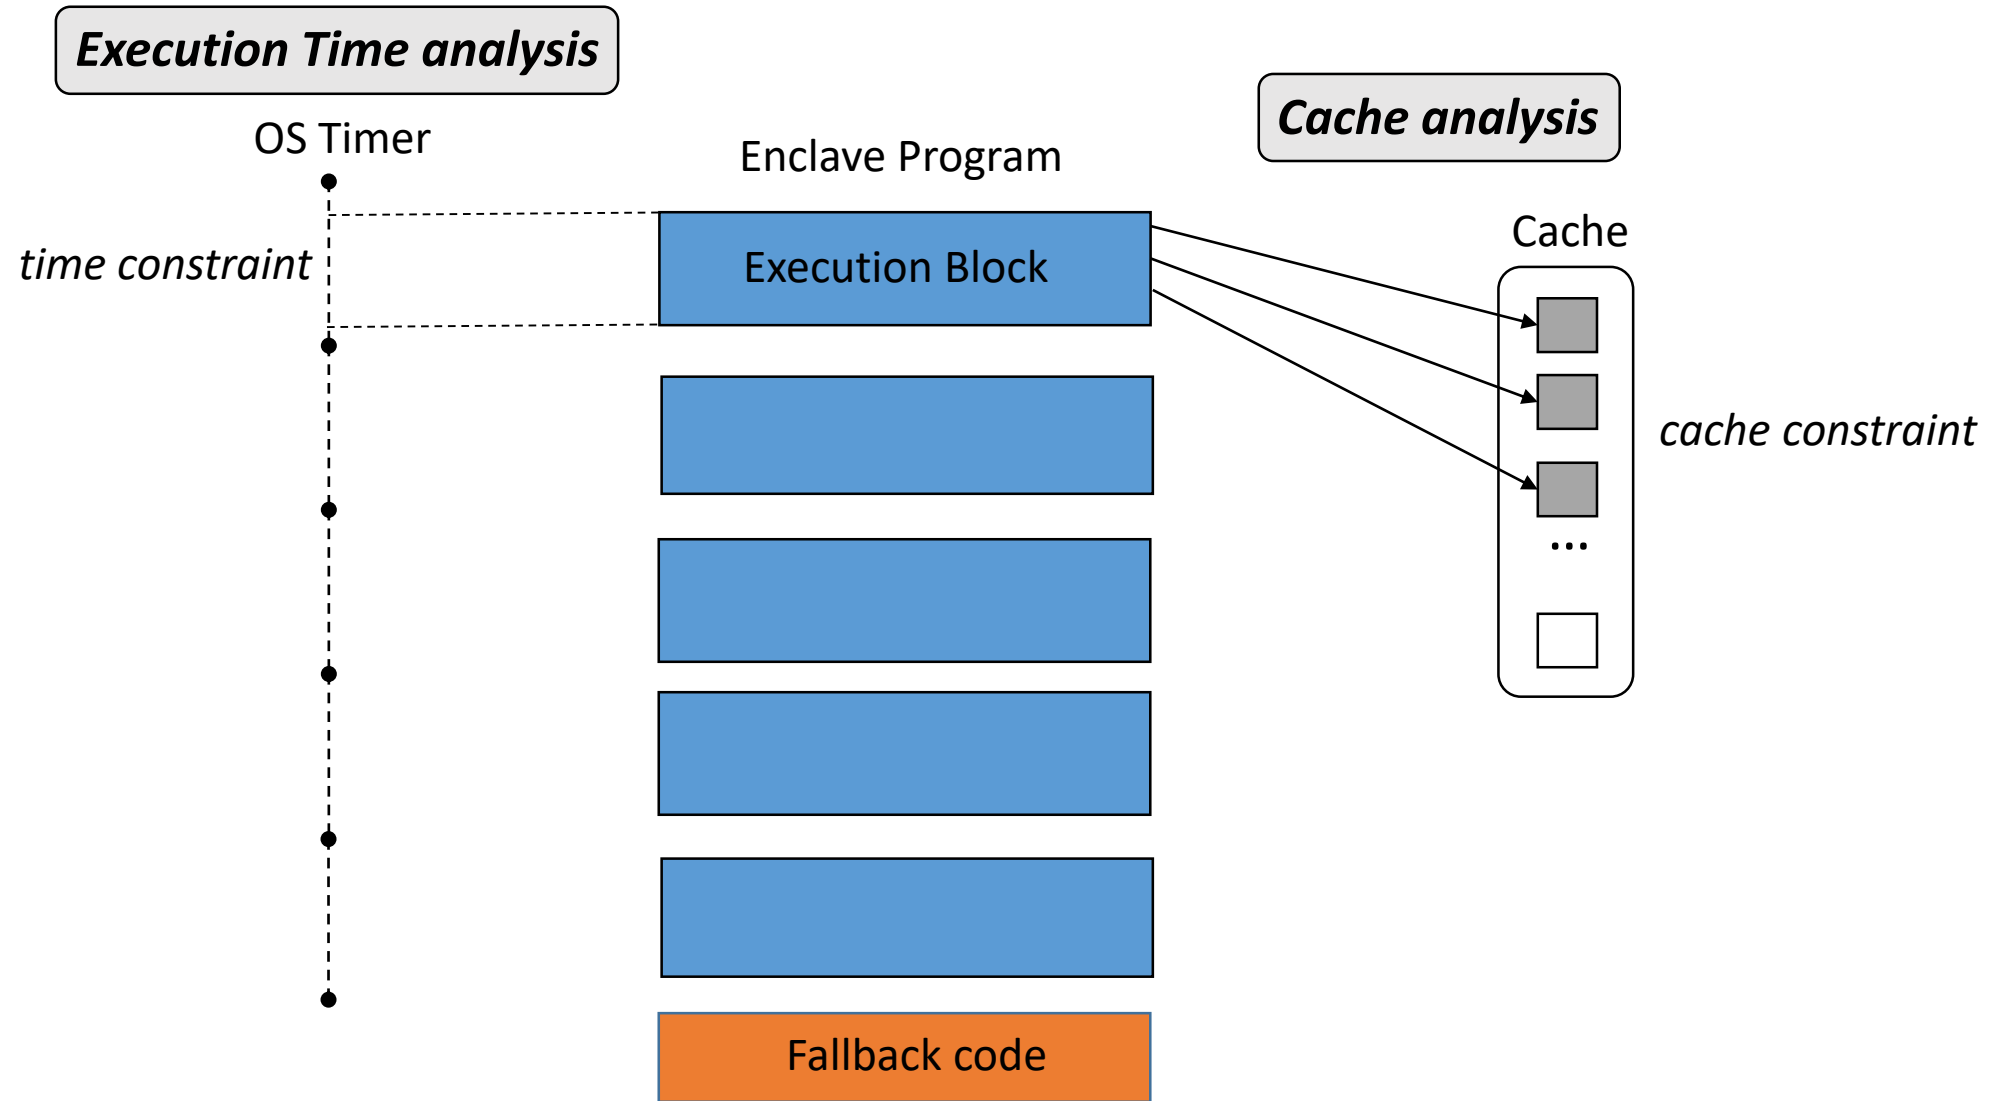 Execution Time analysis
OS Timer
time constraint
Enclave Program
Execution Block
Fallback code
Cache analysis
Cache
...
cache constraint